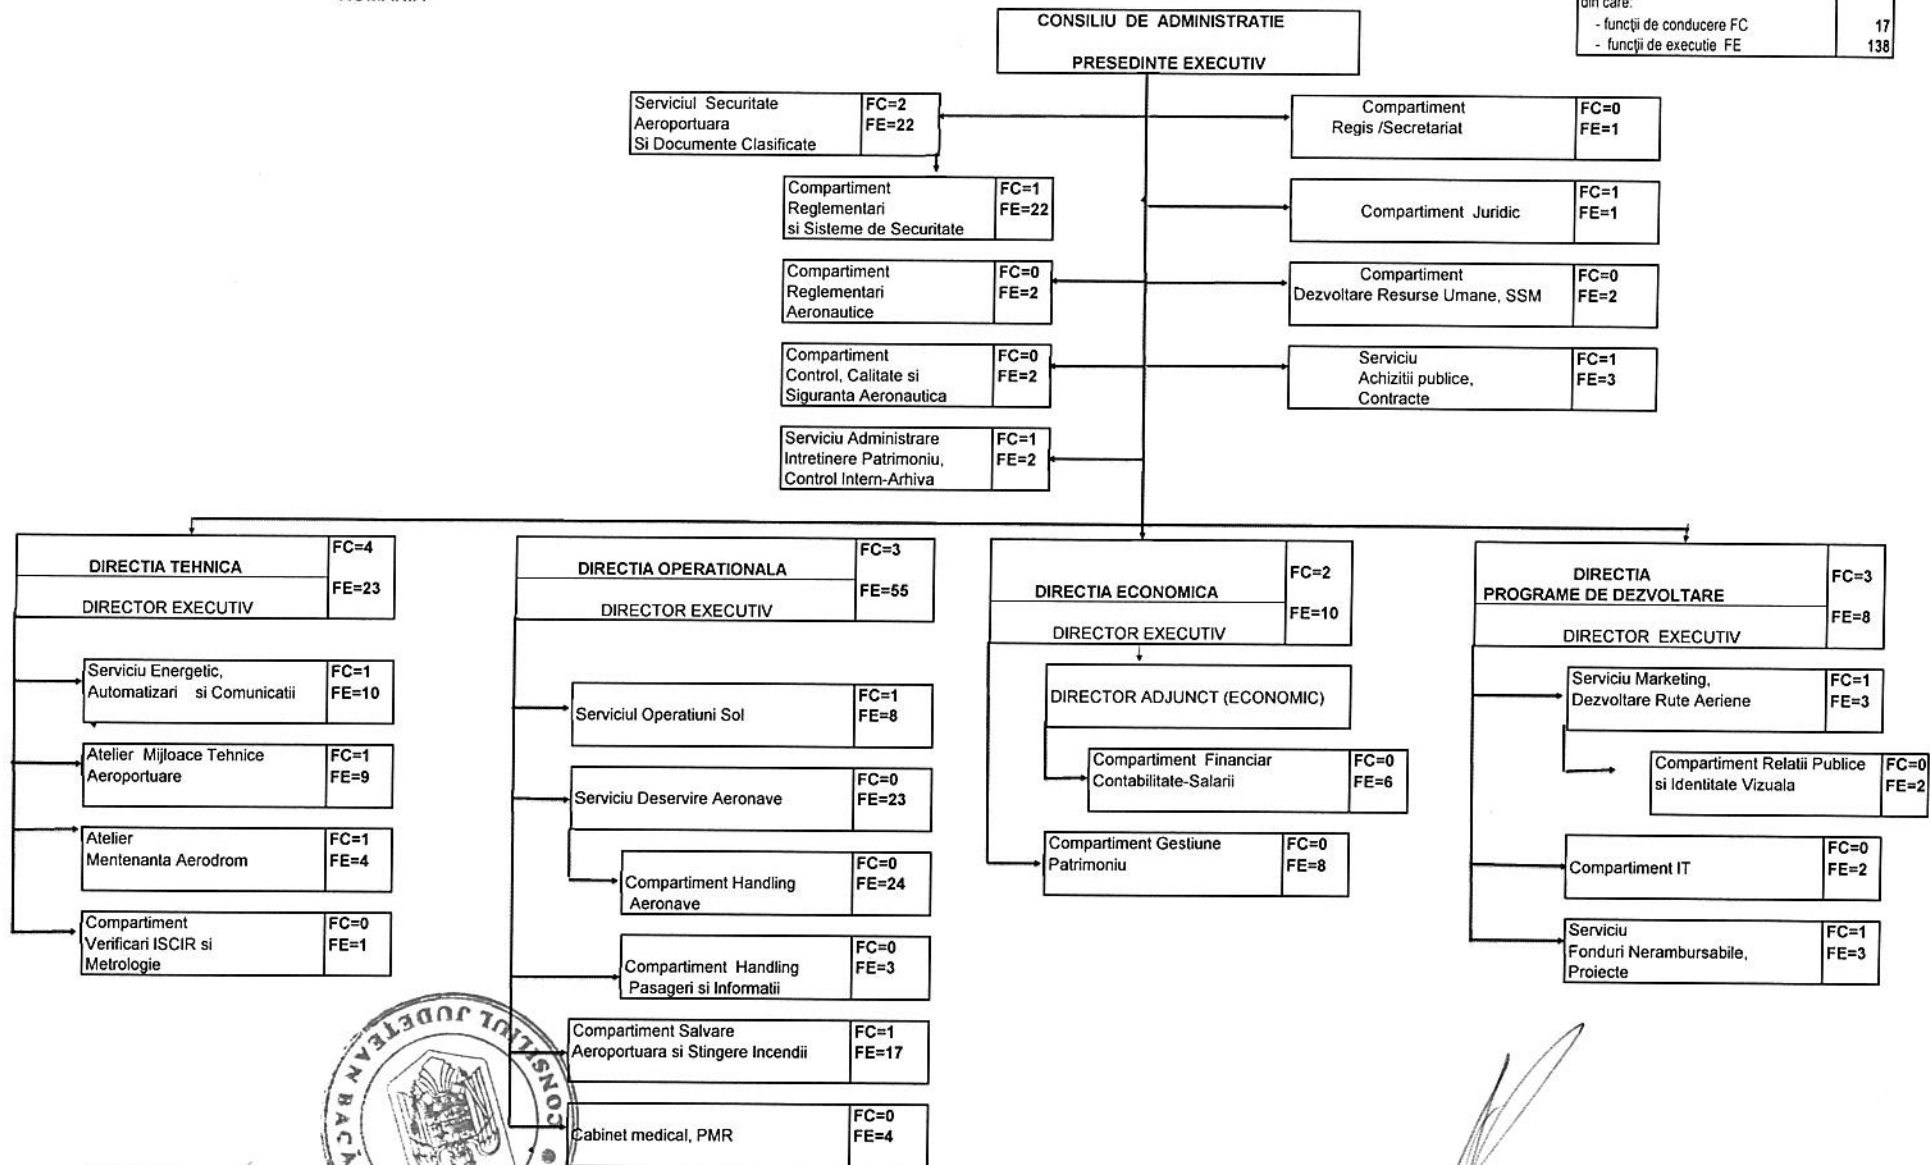 din care:
- funcţii de conducere FC 17
- funcţii de executie FE 138
CONSILIU DE ADMINISTRATIE
PRESEDINTE EXECUTIV
Serviciul Securitate
Aeroportuara
Si Documente Clasificate
FC=2
FE=22
Compartiment
Regis /Secretariat
FC=0
FE=1
Compartiment
Reglementari
si Sisteme de Securitate
FC=1
FE=22
Compartiment Juridic
FC=1
FE=1
Compartiment
Reglementari
Aeronautice
FC=0
FE=2
Compartiment
Dezvoltare Resurse Umane, SSM
FC=0
FE=2
Compartiment
Control, Calitate si
Siguranta Aeronautica
FC=0
FE=2
Serviciu
Achizitii publice,
Contracte
FC=1
FE=3
Serviciu Administrare
Intretinere Patrimoniu,
Control Intern-Arhiva
FC=1
FE=2
DIRECTIA TEHNICA
DIRECTOR EXECUTIV
FC=4
FE=23
Serviciu Energetic,
Automatizari si Comunicatii
FC=1
FE=10
Atelier Mijloace Tehnice
Aeroportuare
FC=1
FE=9
Atelier
Mentenanta Aerodrom
FC=1
FE=4
Compartiment
Verificari ISCIR si
Metrologie
FC=0
FE=1
DIRECTIA OPERATIONALA
DIRECTOR EXECUTIV
FC=3
FE=55
Serviciul Operatiuni Sol
FC=1
FE=8
Serviciu Deservire Aeronave
FC=0
FE=23
Compartiment Handling
Aeronave
FC=0
FE=24
Compartiment Handling
Pasageri si Informatii
FC=0
FE=3
Compartiment Salvare
Aeroportuara si Stingere Incendii
FC=1
FE=17
Cabinet medical, PMR
FC=0
FE=4
DIRECTIA ECONOMICA
DIRECTOR EXECUTIV
FC=2
FE=10
DIRECTOR ADJUNCT (ECONOMIC)
Compartiment Financiar
Contabilitate-Salarii
FC=0
FE=6
Compartiment Gestiune
Patrimoniu
FC=0
FE=8
DIRECTIA
PROGRAME DE DEZVOLTARE
DIRECTOR EXECUTIV
FC=3
FE=8
Serviciu Marketing,
Dezvoltare Rute Aeriene
FC=1
FE=3
Compartiment Relatii Publice
si Identitate Vizuala
FC=0
FE=2
Compartiment IT
FC=0
FE=2
Serviciu
Fonduri Nerambursabile,
Proiecte
FC=1
FE=3
CONSILIUL JUDEŢEAN BACĂ